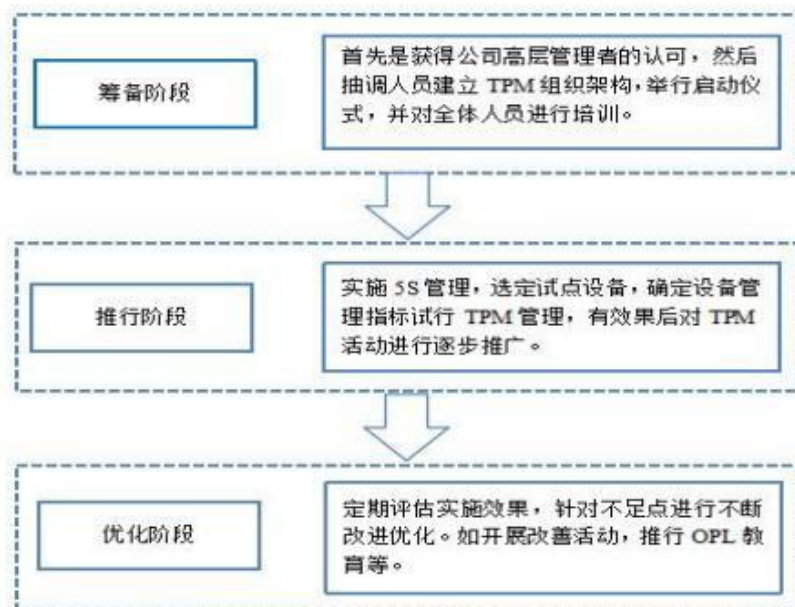 筹备阶段
首先是获得公司高层管理者的认可，然后
抽调人员建立 TPM 组织架构，举行启动仪
式，并对全体人员进行培训。
推行阶段
实施 5S 管理，选定试点设备，确定设备管
理指标试行 TPM 管理，有效果后对 TPM
活动进行逐步推广。
优化阶段
定期评估实施效果，针对不足点进行不断
改进优化。如开展改善活动，推行 OPL 教
育等。